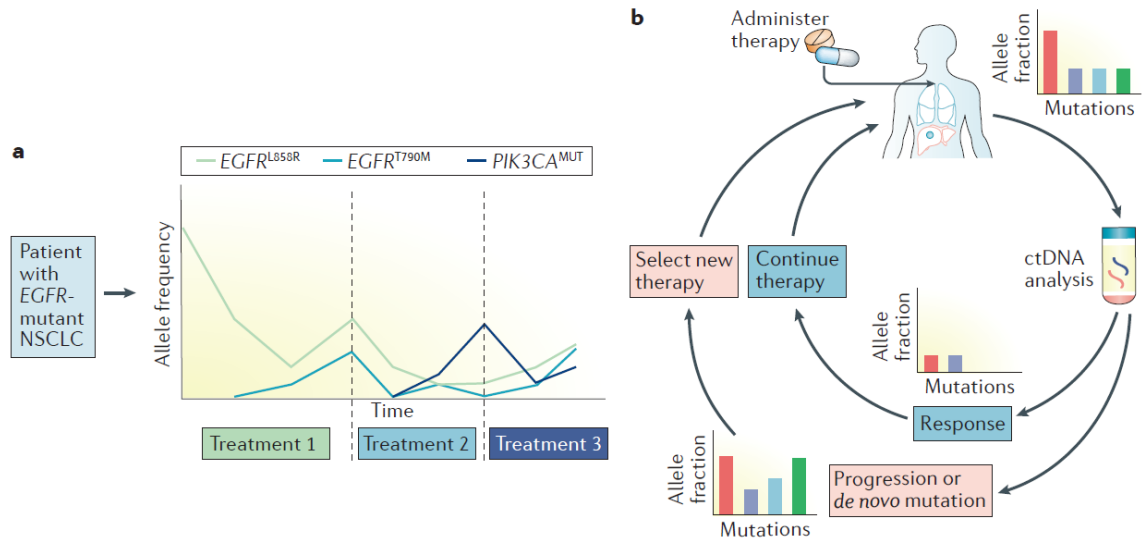 a
EGFR^L858R EGFR^T790M PIK3CA^MUT
Patient
with
EGFR-
mutant
NSCLC
Allele frequency
Time
Treatment 1
Treatment 2
Treatment 3
b
Administer
therapy
Allele
fraction
Mutations
Select new
therapy
Continue
therapy
ctDNA
analysis
Allele
fraction
Mutations
Response
Allele
fraction
Mutations
Progression or
de novo mutation